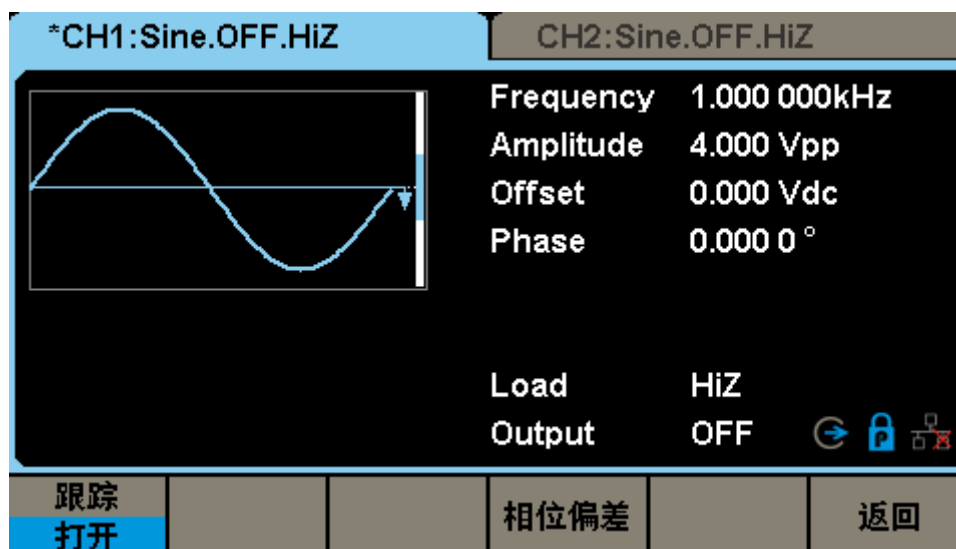 *CH1:Sine.OFF.HiZ
CH2:Sine.OFF.HiZ
Frequency 1.000 000kHz
Amplitude 4.000 Vpp
Offset 0.000 Vdc
Phase 0.000 0 °
Load HiZ
Output OFF
跟踪
打开
相位偏差
返回